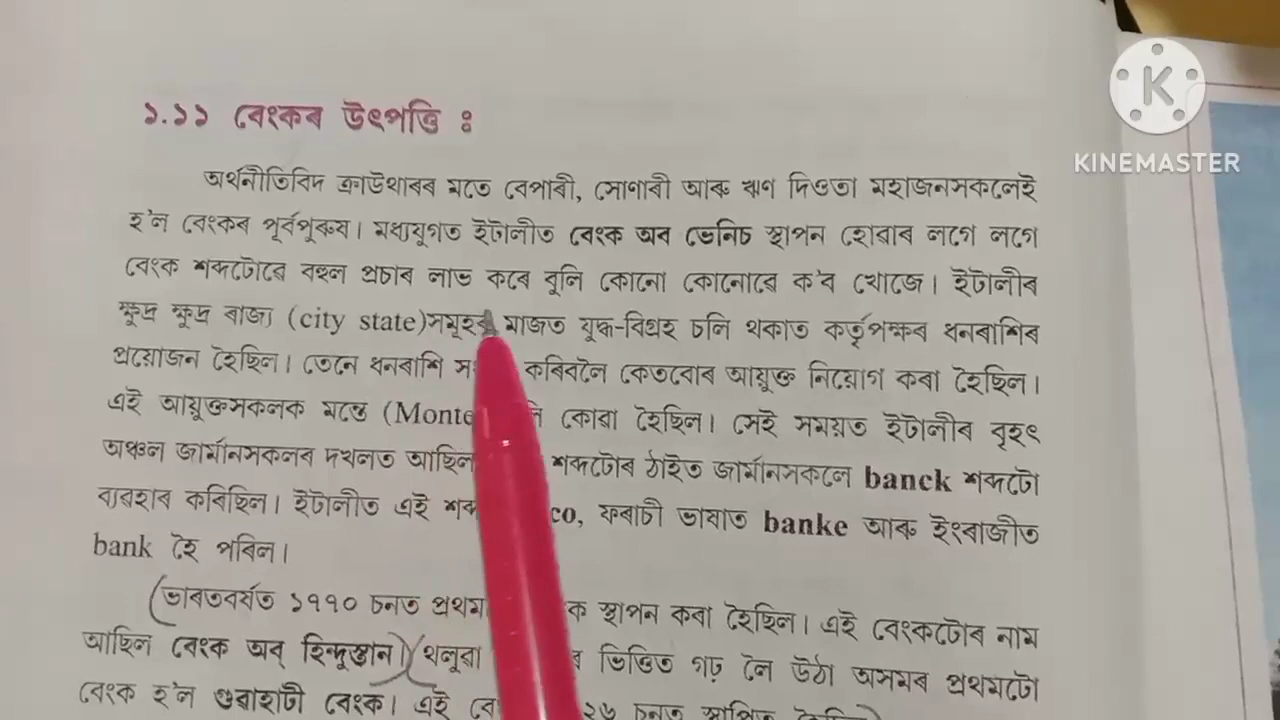 ১.১১ বেংকৰ উৎপত্তি :
অৰ্থনীতিবিদ ক্ৰাউথাৰৰ মতে বেপাৰী, সোণাৰী আৰু ঋণ দিওতা মহাজনসকলেই
হ'ল বেংকৰ পূৰ্বপুৰুষ। মধ্যযুগত ইটালীত বেংক অব ভেনিচ স্থাপন হোৱাৰ লগে লগে
বেংক শব্দটোৱে বহুল প্ৰচাৰ লাভ কৰে বুলি কোনো কোনোৱে ক'ব খোজে। ইটালীৰ
ক্ষুদ্ৰ ক্ষুদ্ৰ ৰাজ্য (city state)সমূহৰ মাজত যুদ্ধ-বিগ্ৰহ চলি থকাত কৰ্তৃপক্ষৰ ধনৰাশিৰ
প্ৰয়োজন হৈছিল। তেনে ধনৰাশি কৰিবলৈ কেতবোৰ আয়ুক্ত নিয়োগ কৰা হৈছিল।
এই আয়ুক্তসকলক মন্তে (Monte কোৱা হৈছিল। সেই সময়ত ইটালীৰ বৃহৎ
অঞ্চল জাৰ্মানসকলৰ দখলত আছিল শব্দটোৰ ঠাইত জাৰ্মানসকলে banck শব্দটো
ব্যৱহাৰ কৰিছিল। ইটালীত এই co, ফৰাচী ভাষাত banke আৰু ইংৰাজীত
bank হৈ পৰিল।
(ভাৰতবৰ্ষত ১৭৭০ চনত স্থাপন কৰা হৈছিল। এই বেংকটোৰ নাম
আছিল বেংক অব্ হিন্দুস্তান) (থলুৱা ভিত্তিত গঢ় লৈ উঠা অসমৰ প্ৰথমটো
বেংক হ'ল গুৱাহাটী বেংক। এই ২৬ চনত স্থাপিত হৈছিল)
K
KINEMASTER